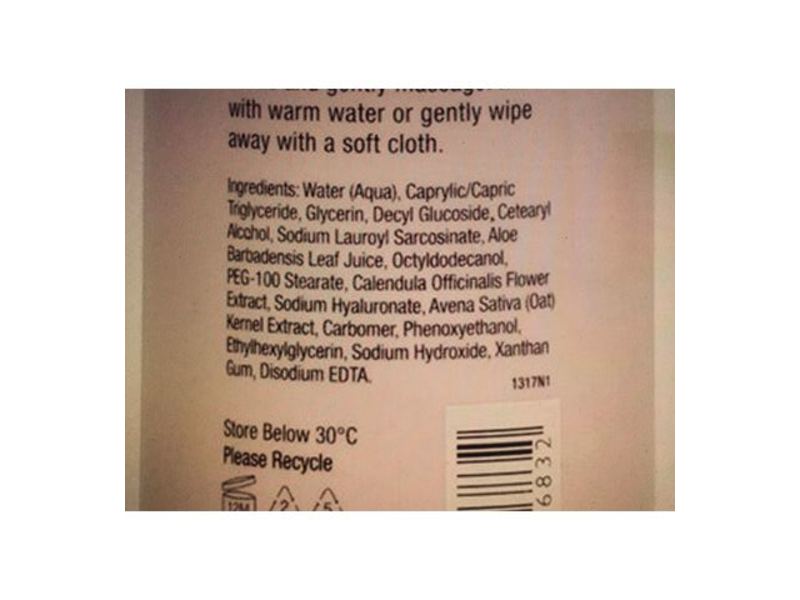 and gently massage
with warm water or gently wipe
away with a soft cloth.
Ingredients: Water (Aqua), Caprylic/Capric
Triglyceride, Glycerin, Decyl Glucoside, Cetearyl
Alcohol, Sodium Lauroyl Sarcosinate, Aloe
Barbadensis Leaf Juice, Octyldodecanol,
PEG-100 Stearate, Calendula Officinalis Flower
Extract, Sodium Hyaluronate, Avena Sativa (Oat)
Kernel Extract, Carbomer, Phenoxyethanol,
Ethylhexylglycerin, Sodium Hydroxide, Xanthan
Gum, Disodium EDTA.
1317N1
Store Below 30°C
Please Recycle
12M 2 5
6832